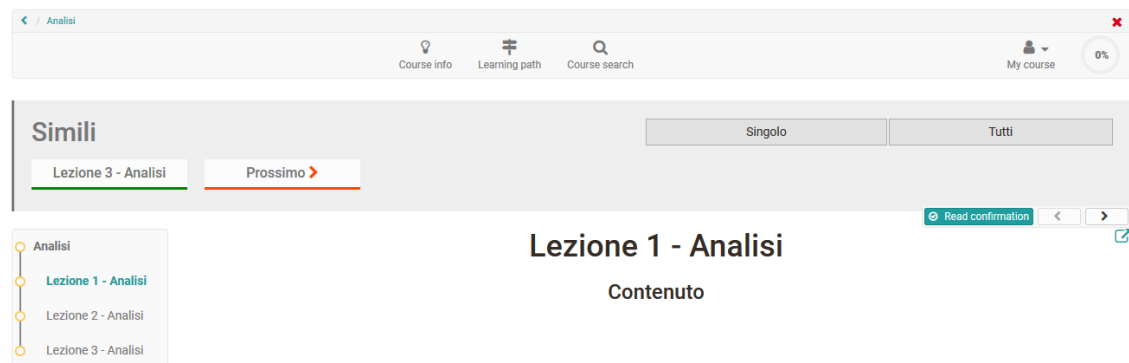 / Analisi
Course info
Learning path
Course search
My course
0%
Simili
Singolo
Tutti
Lezione 3 - Analisi
Prossimo
Read confirmation
Analisi
Lezione 1 - Analisi
Lezione 2 - Analisi
Lezione 3 - Analisi
Lezione 1 - Analisi
Contenuto